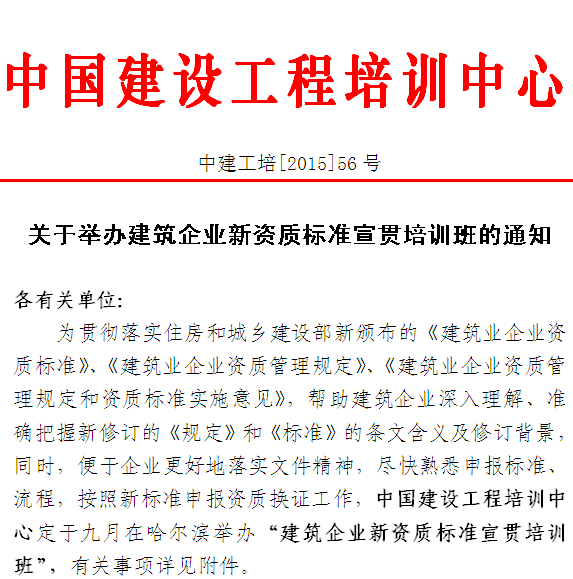 中国建设工程培训中心
中建工培[2015]56 号
关于举办建筑企业新资质标准宣贯培训班的通知
各有关单位：
为贯彻落实住房和城乡建设部新颁布的《建筑业企业资
质标准》、《建筑业企业资质管理规定》、《建筑业企业资质管
理规定和资质标准实施意见》，帮助建筑企业深入理解、准
确把握新修订的《规定》和《标准》的条文含义及修订背景，
同时，便于企业更好地落实文件精神，尽快熟悉申报标准、
流程，按照新标准申报资质换证工作，中国建设工程培训中
心定于九月在哈尔滨举办“建筑企业新资质标准宣贯培训
班”，有关事项详见附件。